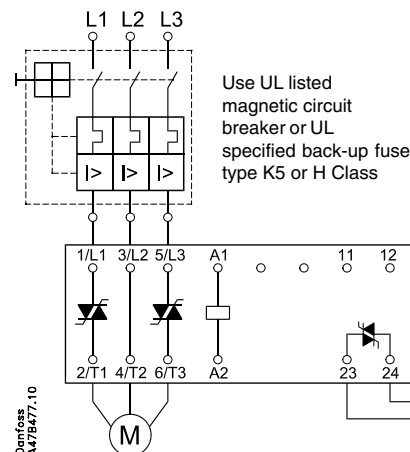 L1 L2 L3
Use UL listed
magnetic circuit
breaker or UL
specified back-up fuse
type K5 or H Class
I> I> I>
1/L1 3/L2 5/L3 A1 11 12
2/T1 4/T2 6/T3 A2 23 24
M
Danfoss
A47B477.10